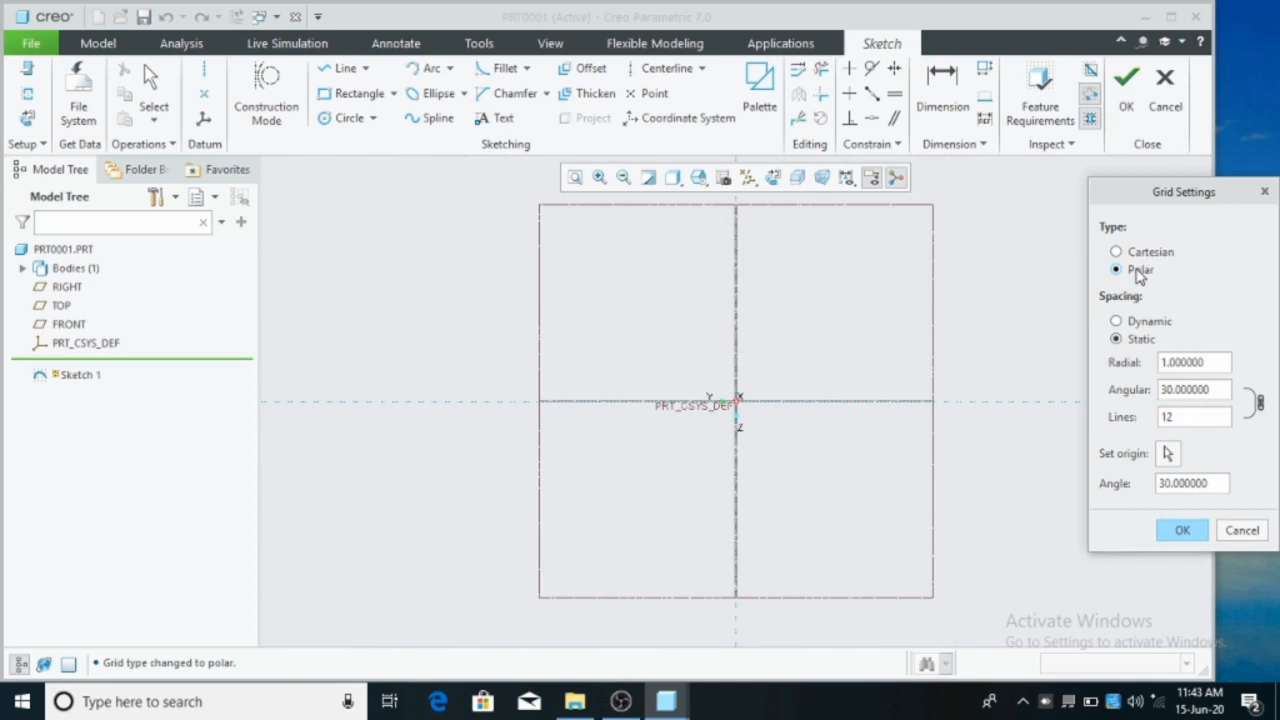 creo
PRT0001 (Active) - Creo Parametric 7.0
File Model Analysis Live Simulation Annotate Tools View Flexible Modeling Applications Sketch
Line Arc Fillet Offset Centerline
Rectangle Ellipse Chamfer Thicken Point
Circle Spline Text Project Coordinate System
File System
Select
Construction Mode
Palette
Dimension
Feature Requirements
OK
Cancel
Setup Get Data Operations Datum Sketching Editing Constrain Dimension Inspect Close
Model Tree Folder B Favorites
Model Tree
PRT0001.PRT
Bodies (1)
RIGHT
TOP
FRONT
PRT_CSYS_DEF
Sketch 1
Y X
PRT_CSYS_DEF
Z
Grid Settings
Type:
Cartesian
Polar
Spacing:
Dynamic
Static
Radial: 1.000000
Angular: 30.000000
Lines: 12
Set origin:
Angle: 30.000000
OK Cancel
Activate Windows
Go to Settings to activate Windows.
• Grid type changed to polar.
Type here to search
11:43 AM
15-Jun-20
2